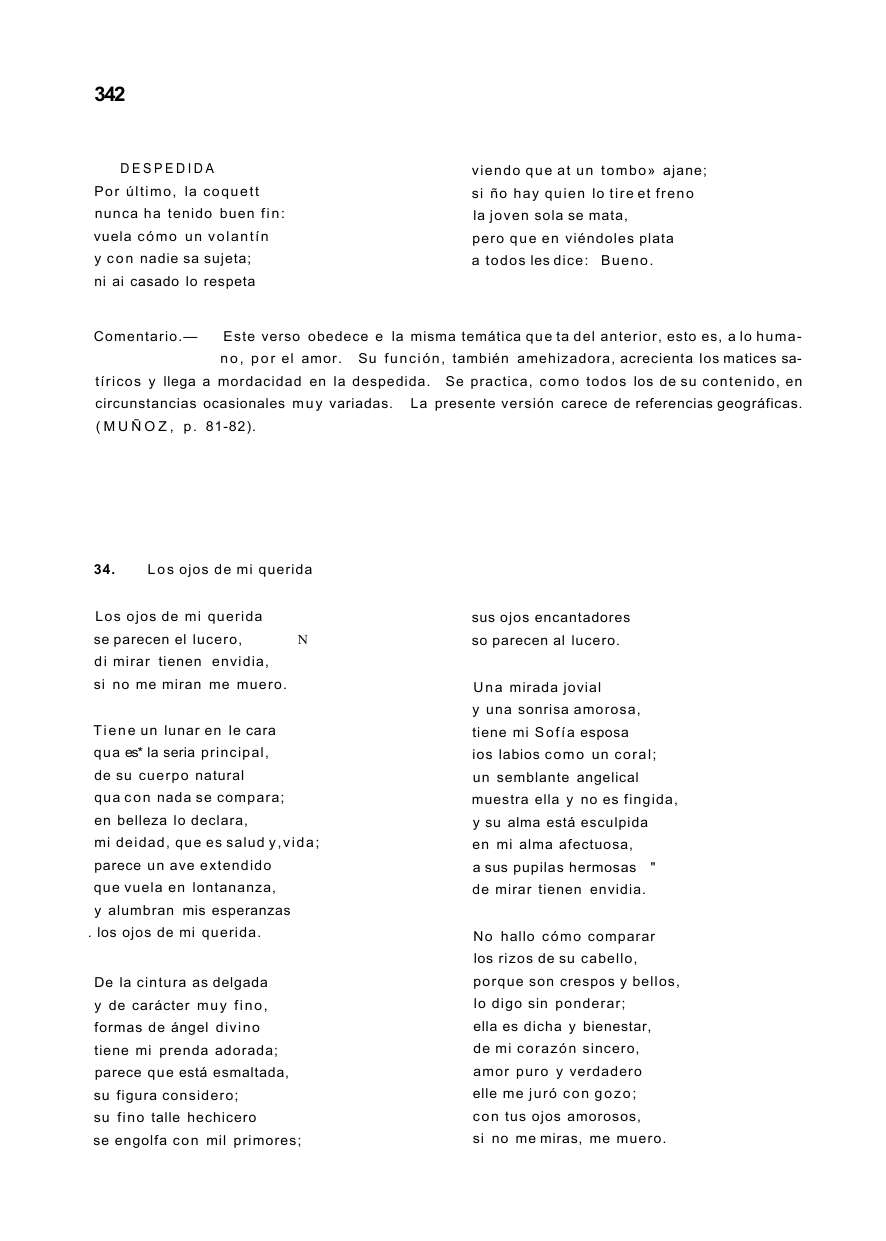 342
DESPEDIDA
Por último, la coquett
nunca ha tenido buen fin:
vuela cómo un volantín
y con nadie sa sujeta;
ni ai casado lo respeta
viendo que at un tombo» ajane;
si ño hay quien lo tire et freno
la joven sola se mata,
pero que en viéndoles plata
a todos les dice: Bueno.
Comentario.— Este verso obedece e la misma temática que ta del anterior, esto es, a lo huma-
no, por el amor. Su función, también amehizadora, acrecienta los matices sa-
tíricos y llega a mordacidad en la despedida. Se practica, como todos los de su contenido, en
circunstancias ocasionales muy variadas. La presente versión carece de referencias geográficas.
(MUÑOZ, p. 81-82).
34. Los ojos de mi querida
Los ojos de mi querida
se parecen el lucero, N
di mirar tienen envidia,
si no me miran me muero.
Tiene un lunar en le cara
qua es* la seria principal,
de su cuerpo natural
qua con nada se compara;
en belleza lo declara,
mi deidad, que es salud y,vida;
parece un ave extendido
que vuela en lontananza,
y alumbran mis esperanzas
. los ojos de mi querida.
De la cintura as delgada
y de carácter muy fino,
formas de ángel divino
tiene mi prenda adorada;
parece que está esmaltada,
su figura considero;
su fino talle hechicero
se engolfa con mil primores;
sus ojos encantadores
so parecen al lucero.
Una mirada jovial
y una sonrisa amorosa,
tiene mi Sofía esposa
ios labios como un coral;
un semblante angelical
muestra ella y no es fingida,
y su alma está esculpida
en mi alma afectuosa,
a sus pupilas hermosas "
de mirar tienen envidia.
No hallo cómo comparar
los rizos de su cabello,
porque son crespos y bellos,
lo digo sin ponderar;
ella es dicha y bienestar,
de mi corazón sincero,
amor puro y verdadero
elle me juró con gozo;
con tus ojos amorosos,
si no me miras, me muero.